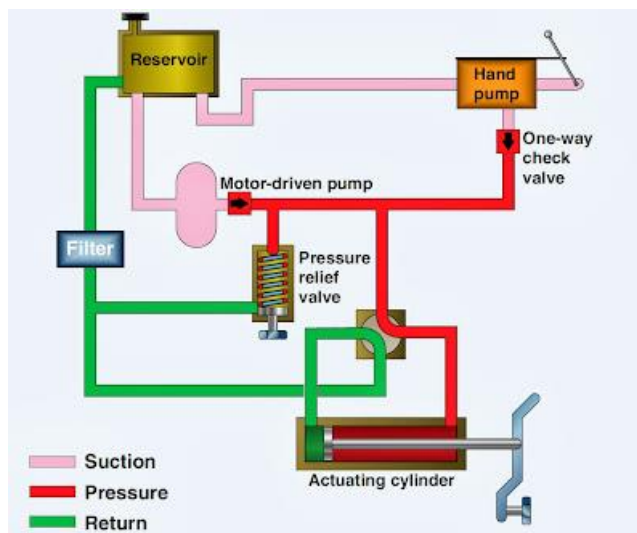 Reservoir
Hand
pump
One-way
check
valve
Motor-driven pump
Filter
Pressure
relief
valve
Actuating cylinder
Suction
Pressure
Return